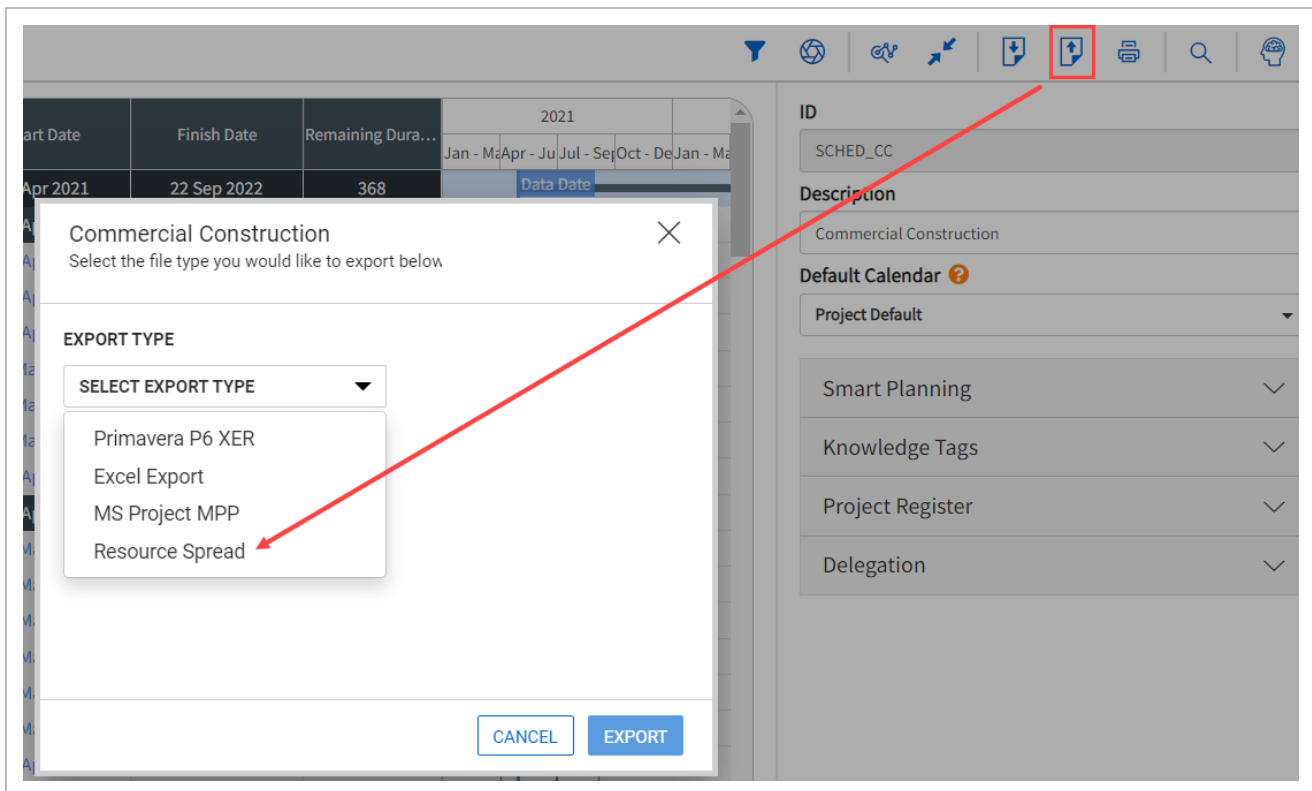 art Date
Finish Date
Remaining Dura...
2021
Jan - Ma
Apr - Ju
Jul - Sep
Oct - De
Jan - Ma
Apr 2021
22 Sep 2022
368
Data Date
Commercial Construction
Select the file type you would like to export below
EXPORT TYPE
SELECT EXPORT TYPE
Primavera P6 XER
Excel Export
MS Project MPP
Resource Spread
CANCEL
EXPORT
ID
SCHED_CC
Description
Commercial Construction
Default Calendar
Project Default
Smart Planning
Knowledge Tags
Project Register
Delegation